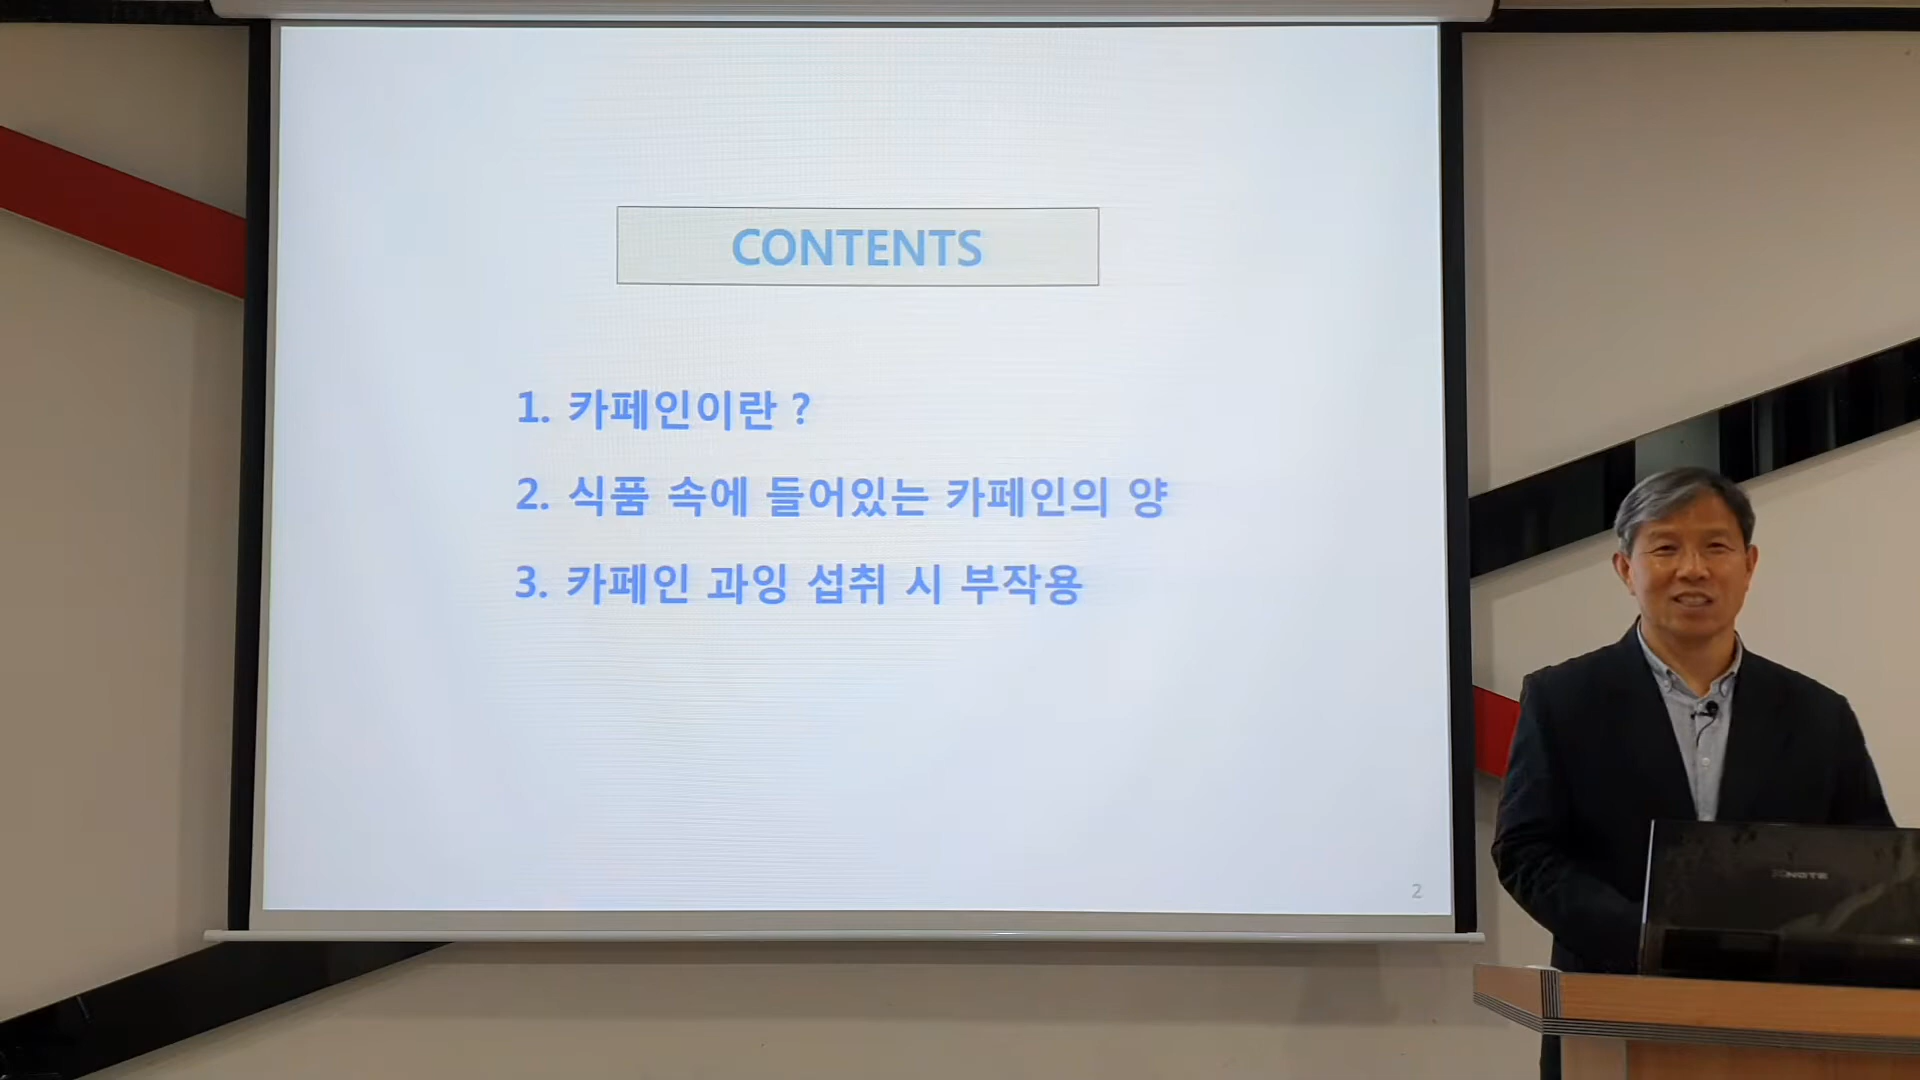 CONTENTS
1. 카페인이란 ?
2. 식품 속에 들어있는 카페인의 양
3. 카페인 과잉 섭취 시 부작용
2
XNOTE